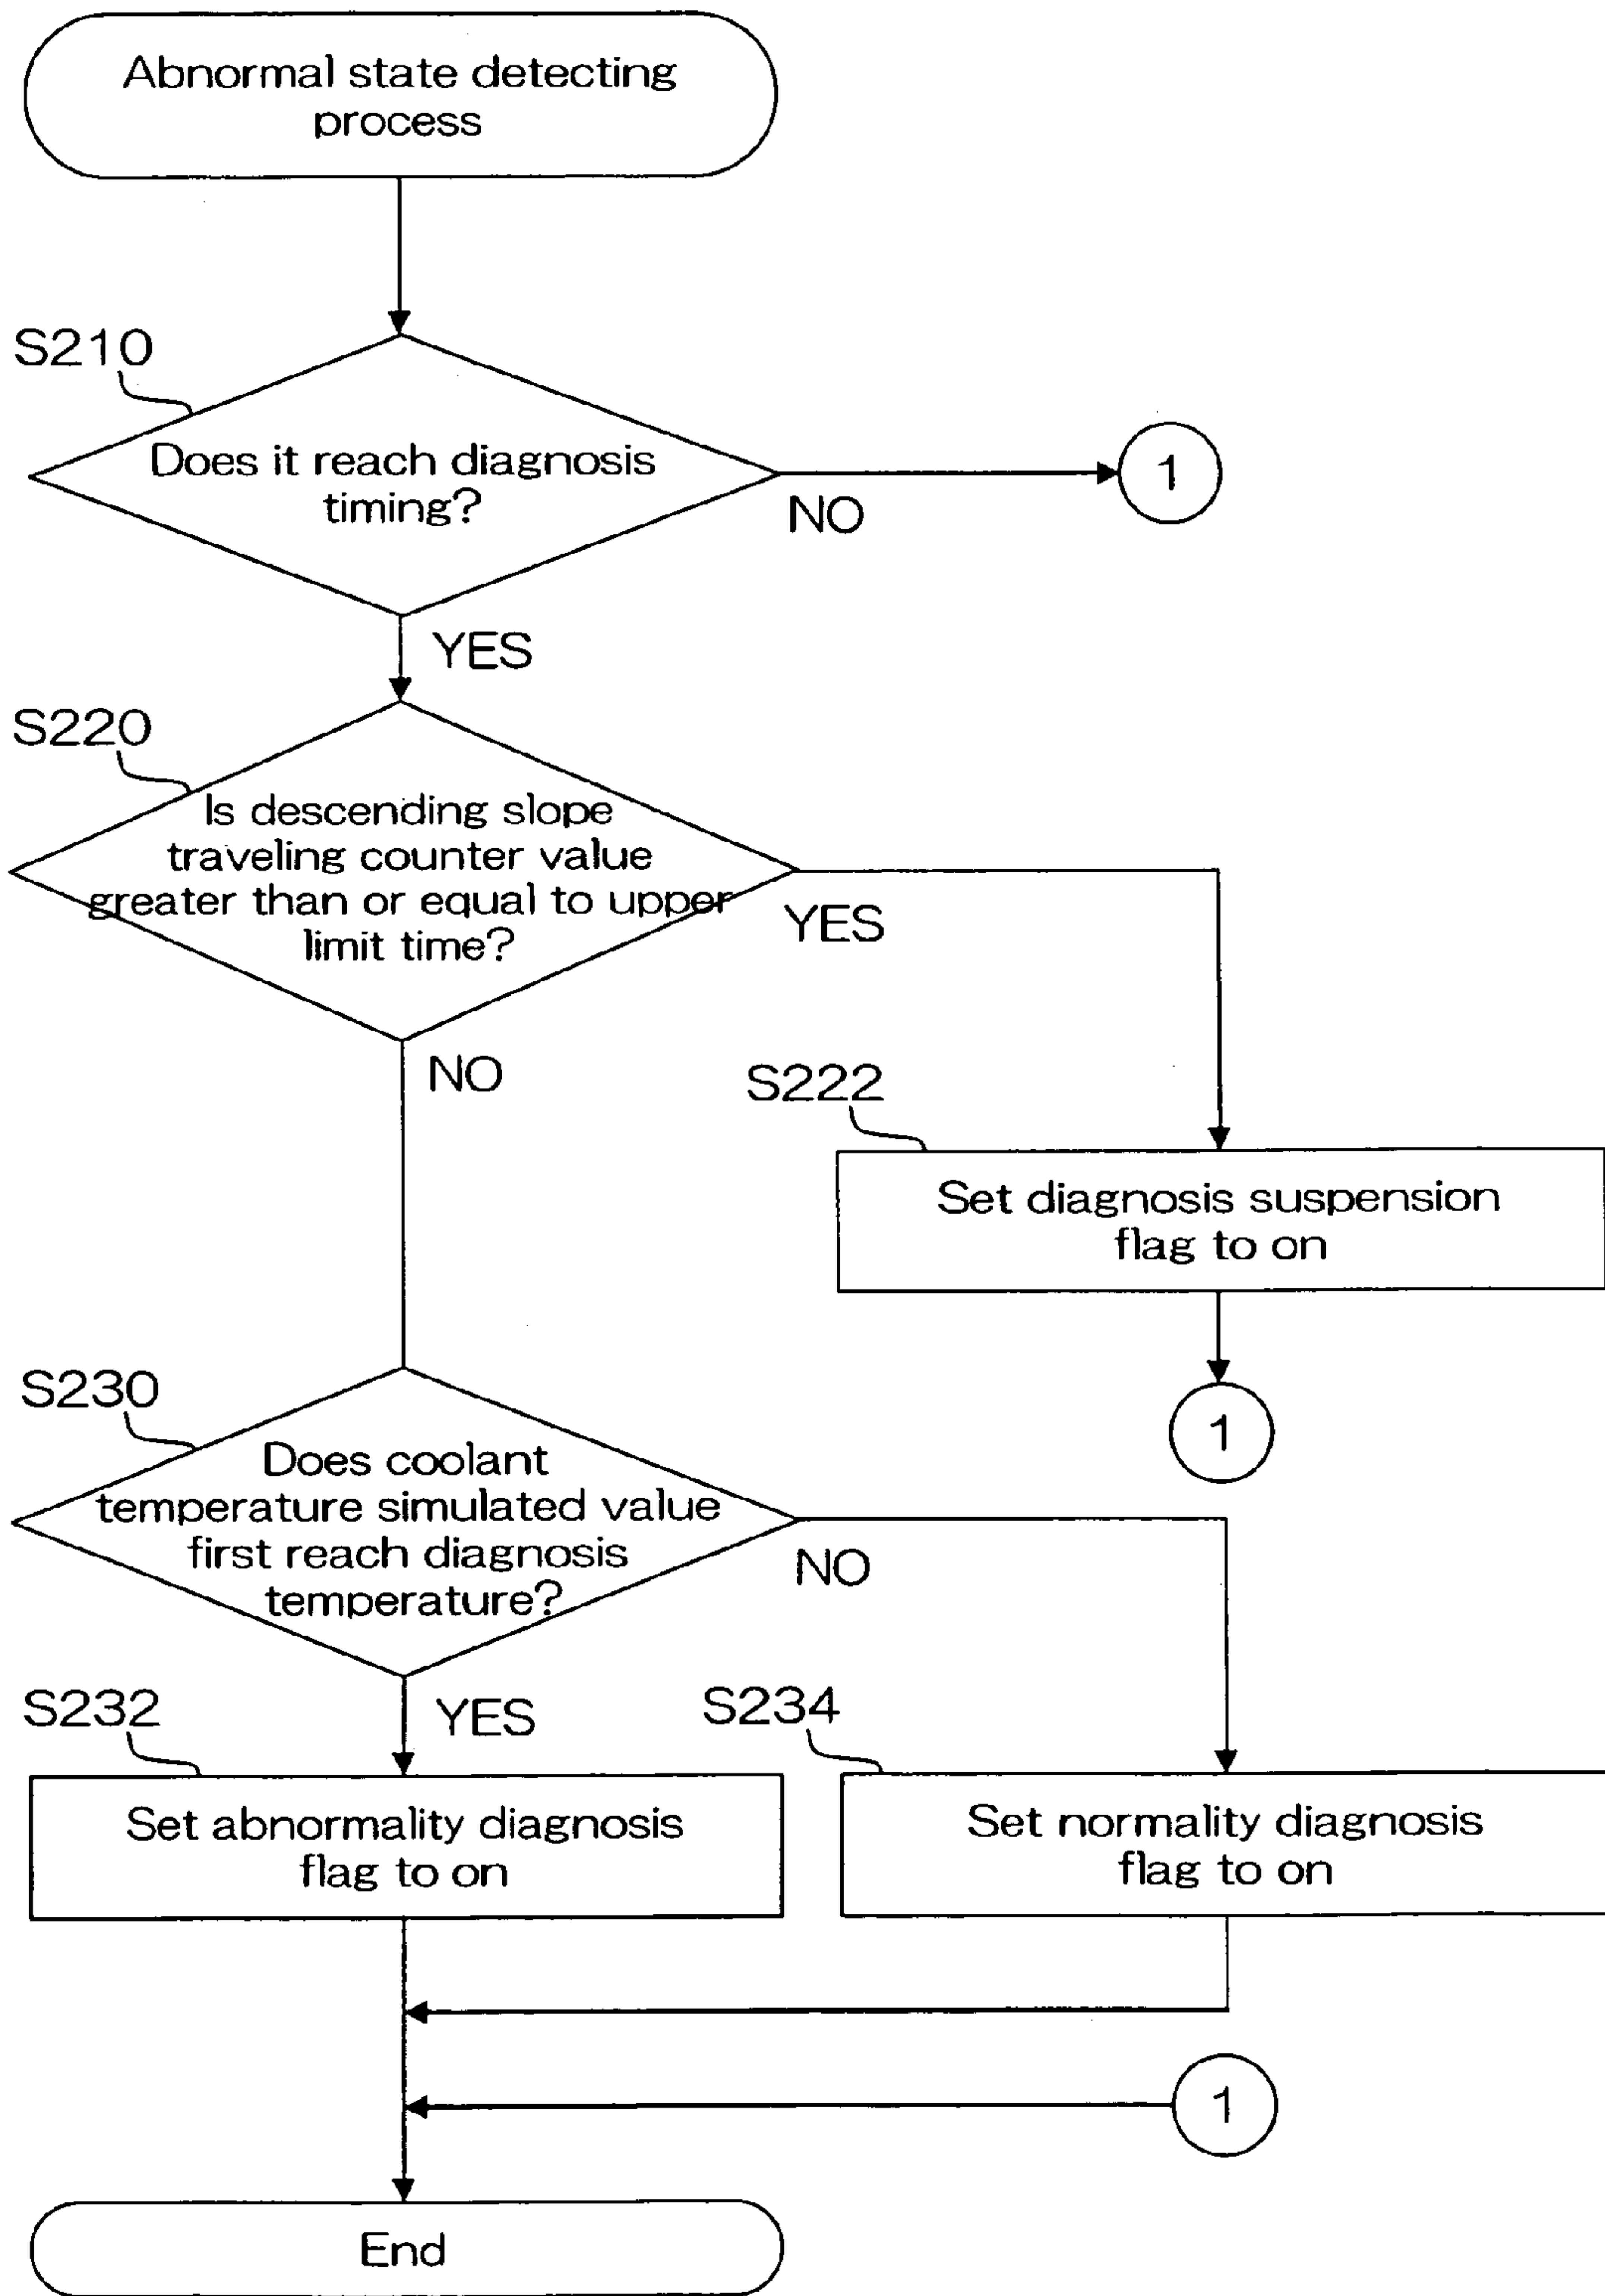 Abnormal state detecting
process
S210
Does it reach diagnosis
timing?
NO
1
YES
S220
Is descending slope
traveling counter value
greater than or equal to upper
limit time?
YES
NO
S222
Set diagnosis suspension
flag to on
1
S230
Does coolant
temperature simulated value
first reach diagnosis
temperature?
NO
YES
S232
Set abnormality diagnosis
flag to on
S234
Set normality diagnosis
flag to on
1
End